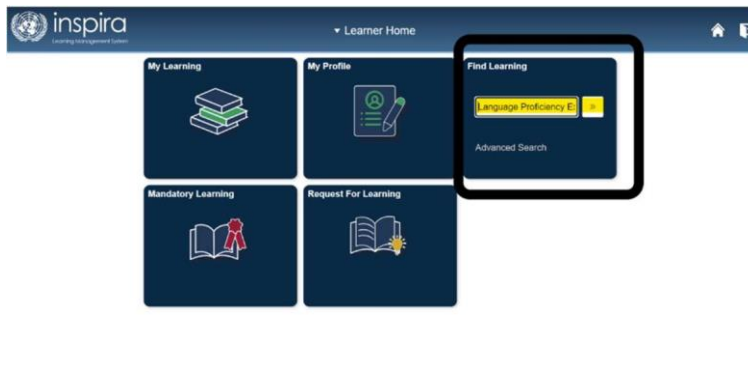 inspira
Learning Management System
▾ Learner Home
My Learning
My Profile
Find Learning
Language Proficiency E
»
Advanced Search
Mandatory Learning
Request For Learning